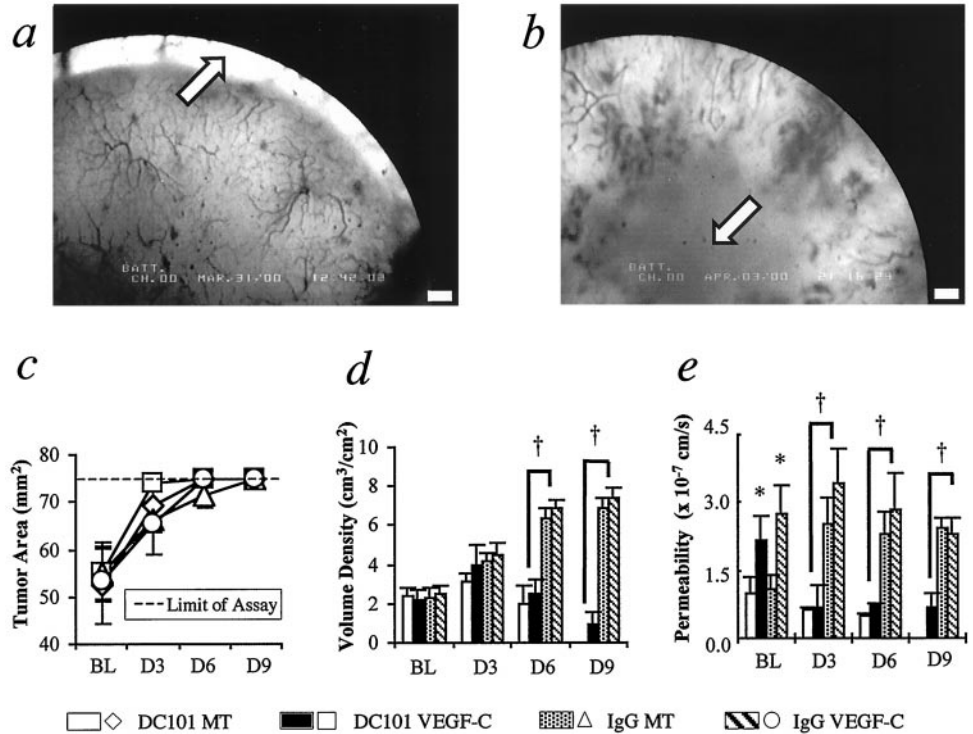 a
b
BATT.
CH.00 MAR.31/00
BATT.
CH.00 APR.03/00
c
Tumor Area (mm²)
80
70
60
50
40
Limit of Assay
BL D3 D6 D9
d
Volume Density (cm³/cm²)
10
8
6
4
2
0
†
†
BL D3 D6 D9
e
Permeability (x 10⁻⁷ cm/s)
4.5
3.0
1.5
0.0
*
*
†
†
†
BL D3 D6 D9
DC101 MT DC101 VEGF-C IgG MT IgG VEGF-C